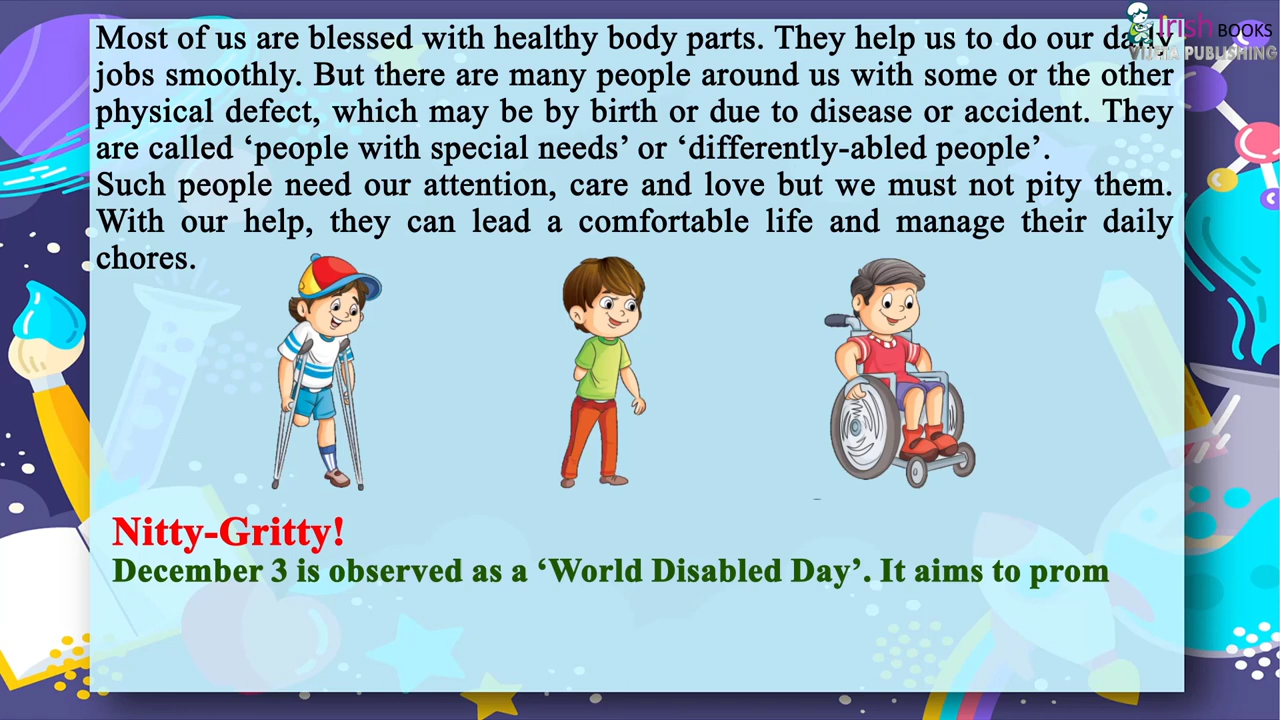 Most of us are blessed with healthy body parts. They help us to do our daily
jobs smoothly. But there are many people around us with some or the other
physical defect, which may be by birth or due to disease or accident. They
are called ‘people with special needs’ or ‘differently-abled people’.
Such people need our attention, care and love but we must not pity them.
With our help, they can lead a comfortable life and manage their daily
chores.
Nitty-Gritty!
December 3 is observed as a ‘World Disabled Day’. It aims to prom
Irish BOOKS
PUBLISHING